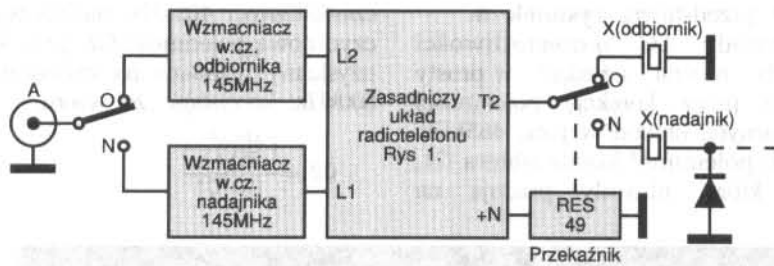 A
O
N
Wzmacniacz
w.cz.
odbiornika
145MHz
L2
Wzmacniacz
w.cz.
nadajnika
145MHz
L1
Zasadniczy
układ
radiotelefonu
Rys 1.
T2
+N
X(odbiornik)
O
N
X(nadajnik)
RES
49
Przekaźnik